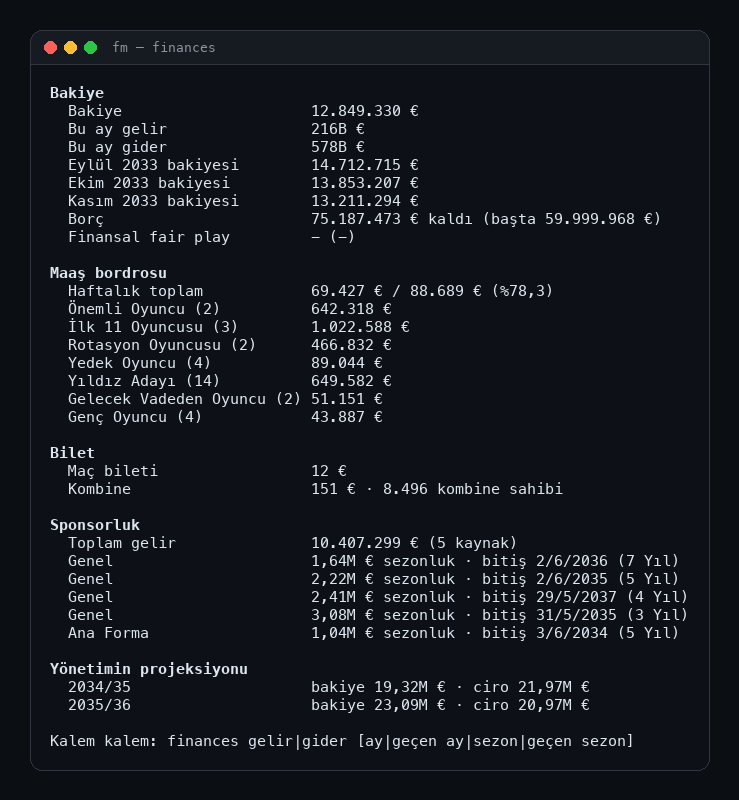 fm — finances
Bakiye
Bakiye 12.849.330 €
Bu ay gelir 216B €
Bu ay gider 578B €
Eylül 2033 bakiyesi 14.712.715 €
Ekim 2033 bakiyesi 13.853.207 €
Kasım 2033 bakiyesi 13.211.294 €
Borç 75.187.473 € kaldı (başta 59.999.968 €)
Finansal fair play — (—)
Maaş bordrosu
Haftalık toplam 69.427 € / 88.689 € (%78,3)
Önemli Oyuncu (2) 642.318 €
İlk 11 Oyuncusu (3) 1.022.588 €
Rotasyon Oyuncusu (2) 466.832 €
Yedek Oyuncu (4) 89.044 €
Yıldız Adayı (14) 649.582 €
Gelecek Vadeden Oyuncu (2) 51.151 €
Genç Oyuncu (4) 43.887 €
Bilet
Maç bileti 12 €
Kombine 151 € · 8.496 kombine sahibi
Sponsorluk
Toplam gelir 10.407.299 € (5 kaynak)
Genel 1,64M € sezonluk · bitiş 2/6/2036 (7 Yıl)
Genel 2,22M € sezonluk · bitiş 2/6/2035 (5 Yıl)
Genel 2,41M € sezonluk · bitiş 29/5/2037 (4 Yıl)
Genel 3,08M € sezonluk · bitiş 31/5/2035 (3 Yıl)
Ana Forma 1,04M € sezonluk · bitiş 3/6/2034 (5 Yıl)
Yönetimin projeksiyonu
2034/35 bakiye 19,32M € · ciro 21,97M €
2035/36 bakiye 23,09M € · ciro 20,97M €
Kalem kalem: finances gelir|gider [ay|geçen ay|sezon|geçen sezon]